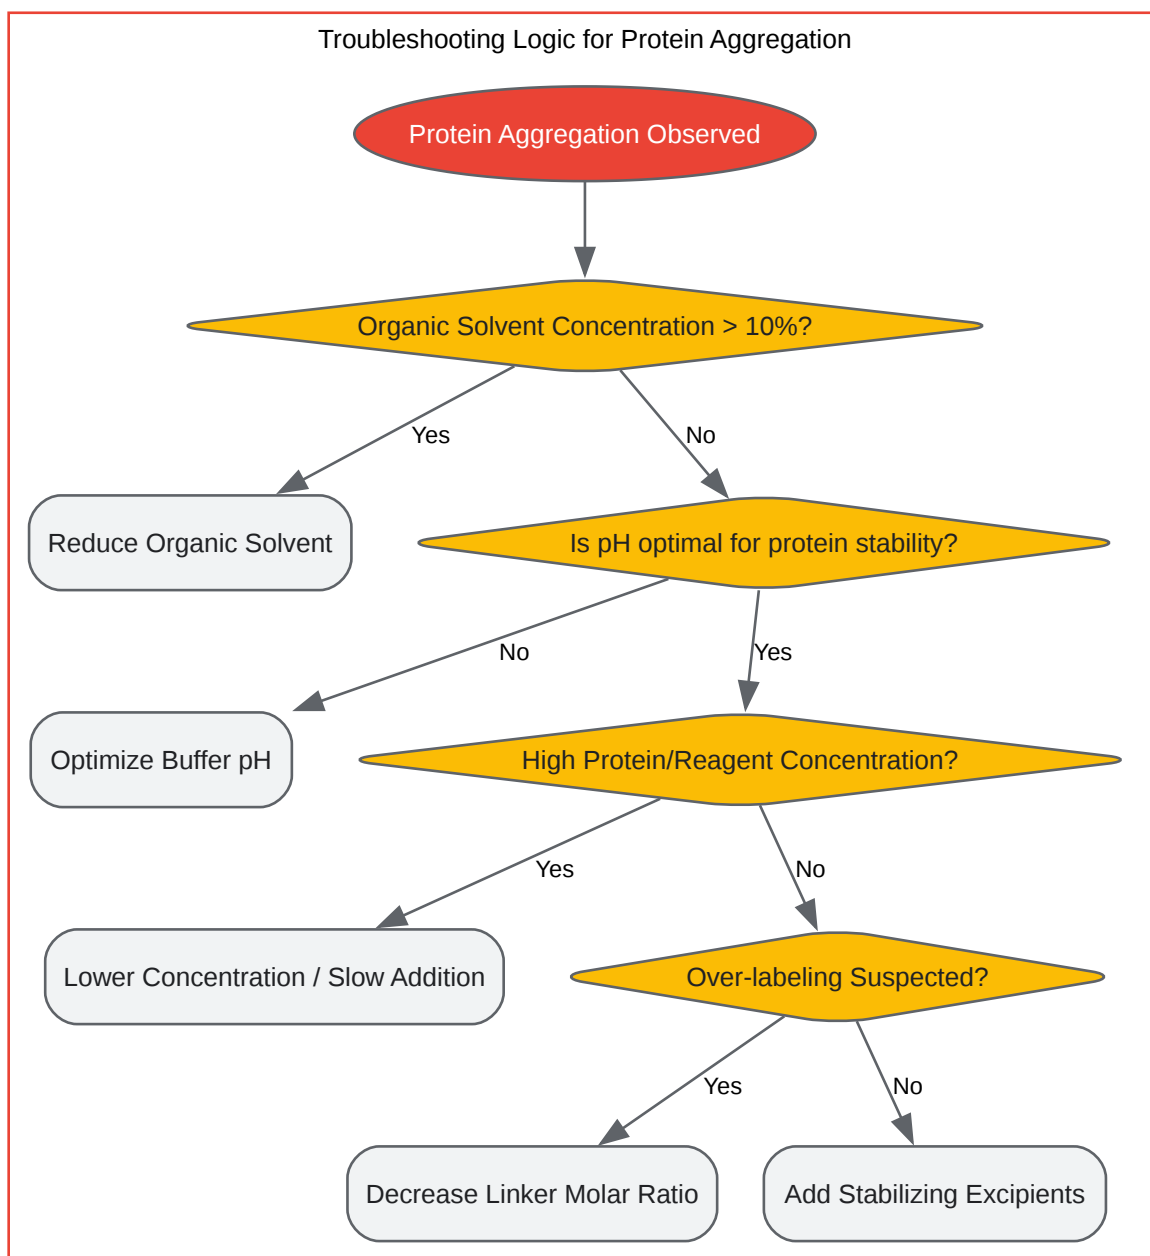 Troubleshooting Logic for Protein Aggregation
Protein Aggregation Observed
Organic Solvent Concentration > 10%?
Yes
No
Reduce Organic Solvent
Is pH optimal for protein stability?
No
Yes
Optimize Buffer pH
High Protein/Reagent Concentration?
Yes
No
Lower Concentration / Slow Addition
Over-labeling Suspected?
Yes
No
Decrease Linker Molar Ratio
Add Stabilizing Excipients